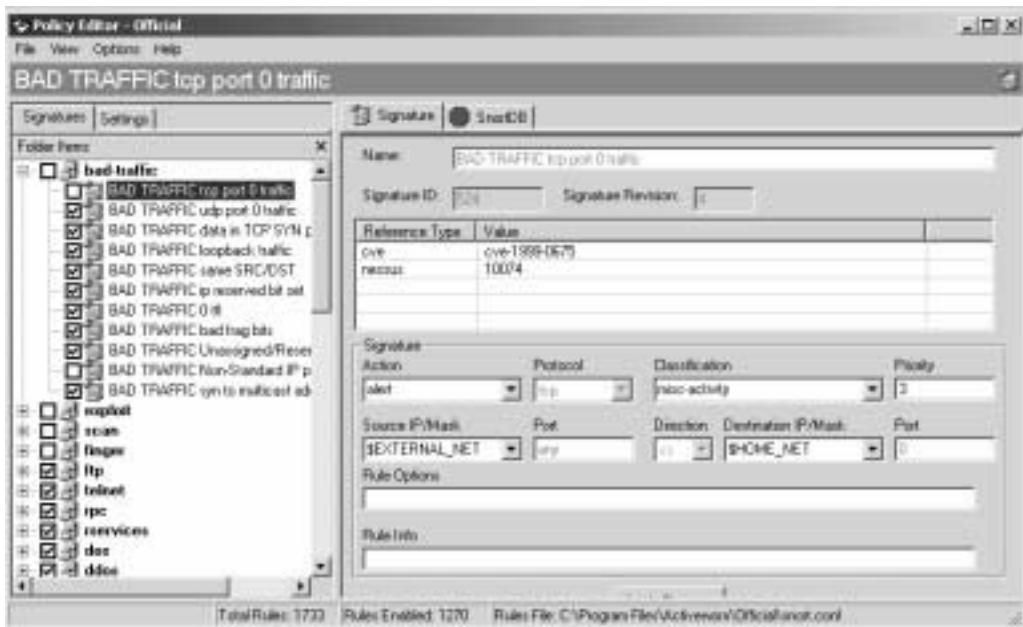 Policy Editor - Official
File View Options Help
BAD TRAFFIC tcp port 0 traffic
Signatures Settings
Folder Items
bad-traffic
BAD TRAFFIC tcp port 0 traffic
BAD TRAFFIC udp port 0 traffic
BAD TRAFFIC data in TCP SYN p
BAD TRAFFIC loopback traffic
BAD TRAFFIC same SRC/DST
BAD TRAFFIC ip reserved bit set
BAD TRAFFIC 0 ttl
BAD TRAFFIC bad frag bits
BAD TRAFFIC Unassigned/Reser
BAD TRAFFIC Non-Standard IP p
BAD TRAFFIC syn to multicast ad
exploit
scan
finger
ftp
telnet
rpc
rservices
dos
ddos
Signature SnortDB
Name: BAD TRAFFIC tcp port 0 traffic
Signature ID: 524 Signature Revision:
Reference Type Value
cve cve-1999-0675
nessus 10074
Signature
Action Protocol Classification Priority
alert tcp misc-activity 3
Source IP/Mask Port Direction Destination IP/Mask Port
$EXTERNAL_NET any $HOME_NET 0
Rule Options
Rule Info
Total Rules: 1733 Rules Enabled: 1270 Rules File: C:\Program Files\Activeworx\Official\snort.conf